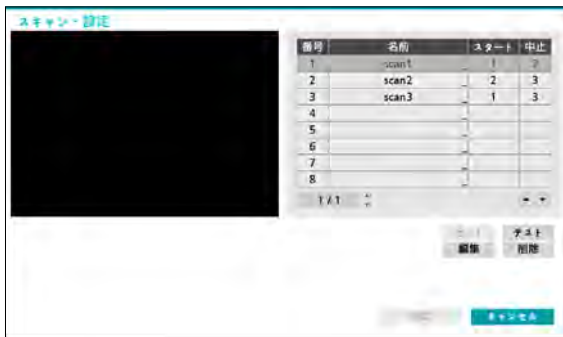 スキャン・設定
番号 名前 スタート 中止
1 scan1 1 2
2 scan2 2 3
3 scan3 1 3
4
5
6
7
8
1 / 1
テスト
編集 削除
キャンセル